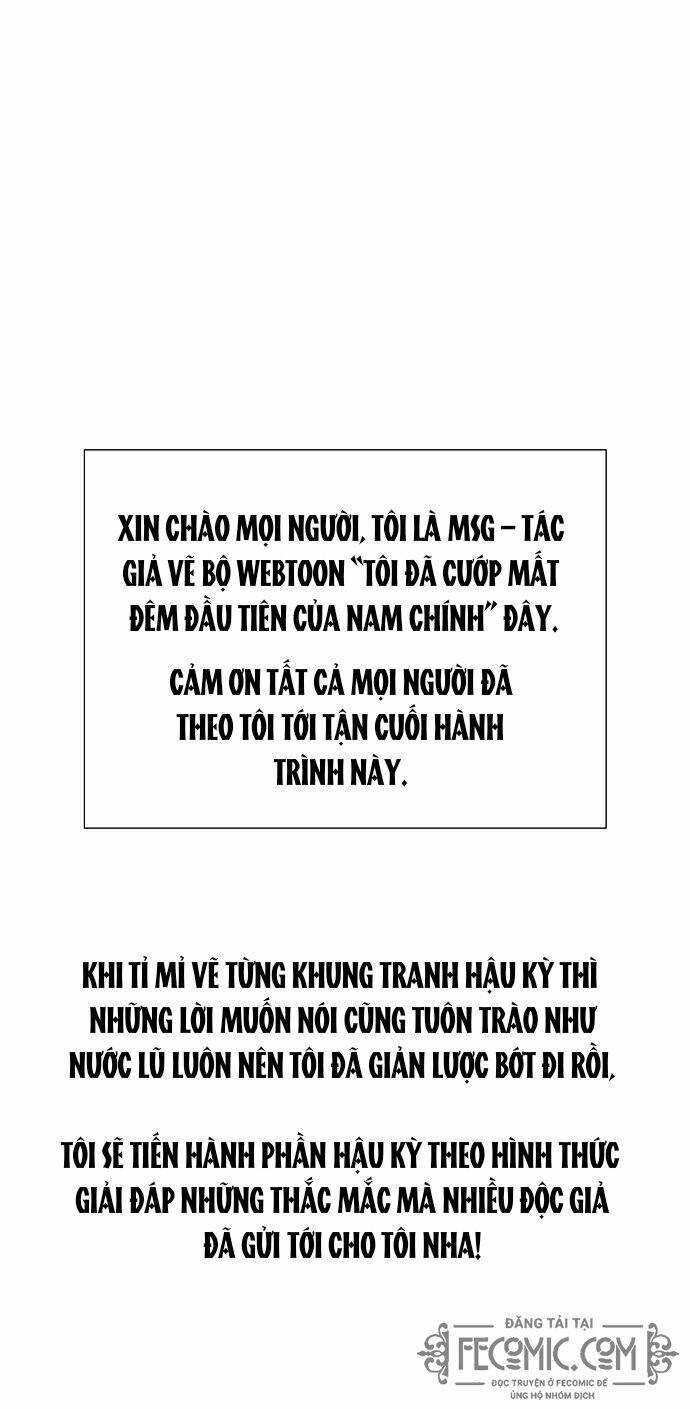 XIN CHÀO MỌI NGƯỜI, TÔI LÀ MSG – TÁC
GIẢ VẼ BỘ WEBTOON “TÔI ĐÃ CƯỚP MẤT
ĐÊM ĐẦU TIÊN CỦA NAM CHÍNH” ĐÂY.
CẢM ƠN TẤT CẢ MỌI NGƯỜI ĐÃ
THEO TÔI TỚI TẬN CUỐI HÀNH
TRÌNH NÀY.
KHI TỈ MỈ VẼ TỪNG KHUNG TRANH HẬU KỲ THÌ
NHỮNG LỜI MUỐN NÓI CŨNG TUÔN TRÀO NHƯ
NƯỚC LŨ LUÔN NÊN TÔI ĐÃ GIẢN LƯỢC BỚT ĐI RỒI,
TÔI SẼ TIẾN HÀNH PHẦN HẬU KỲ THEO HÌNH THỨC
GIẢI ĐÁP NHỮNG THẮC MẮC MÀ NHIỀU ĐỘC GIẢ
ĐÃ GỬI TỚI CHO TÔI NHA!
ĐĂNG TẢI TẠI
FECOMIC.COM
ĐỌC TRUYỆN Ở FECOMIC ĐỂ
ỦNG HỘ NHÓM DỊCH